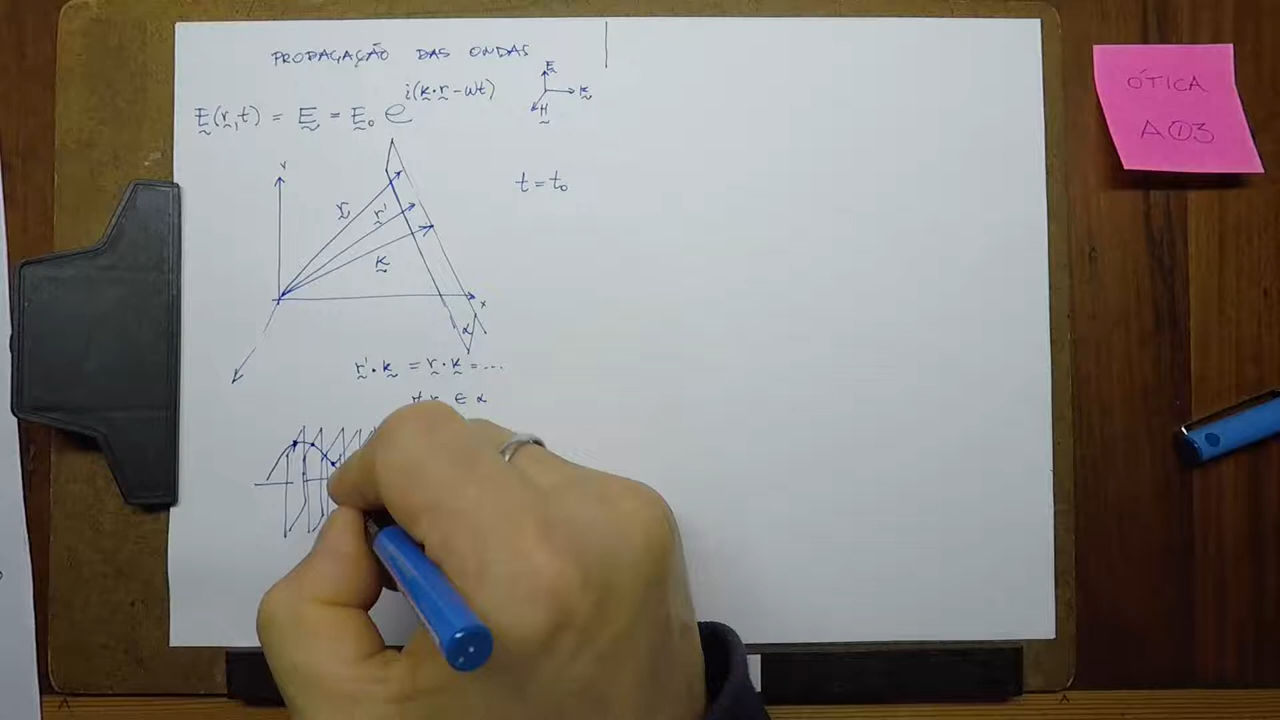 PROPAGAÇÃO DAS ONDAS
E(r,t) = E = E₀ e^i(k·r-ωt)
E
k
H
t = t₀
y
r
r'
k
x
α
r'·k = r·k = ...
∀ r ∈ α
ÓTICA
A03